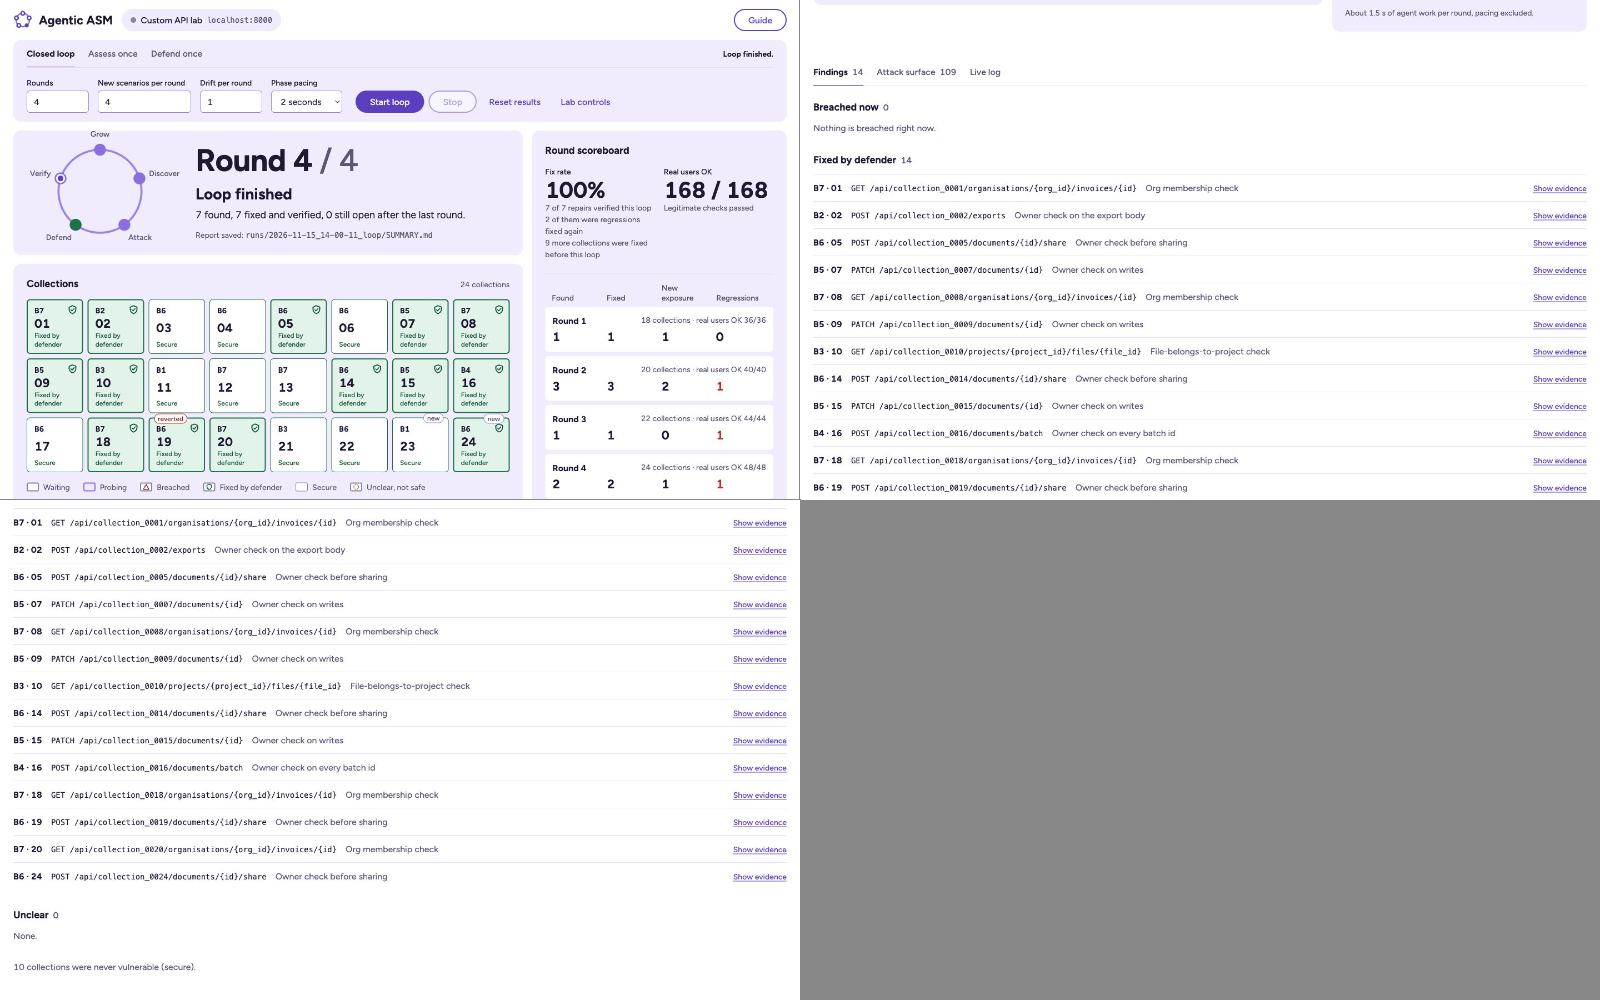 Agentic ASM
Custom API lab localhost:8000
Guide
Closed loop Assess once Defend once
Loop finished.
Rounds
New scenarios per round
Drift per round
Phase pacing
4
4
1
2 seconds
Start loop
Stop
Reset results
Lab controls
Grow
Verify
Discover
Defend
Attack
Round 4 / 4
Loop finished
7 found, 7 fixed and verified, 0 still open after the last round.
Report saved: runs/2026-11-15_14-00-11_loop/SUMMARY.md
Round scoreboard
Fix rate
100%
7 of 7 repairs verified this loop
2 of them were regressions
fixed again
9 more collections were fixed
before this loop
Real users OK
168 / 168
Legitimate checks passed
Found Fixed New exposure Regressions
Round 1 18 collections · real users OK 36/36
1 1 1 0
Round 2 20 collections · real users OK 40/40
3 3 2 1
Round 3 22 collections · real users OK 44/44
1 1 0 1
Round 4 24 collections · real users OK 48/48
2 2 1 1
Collections
24 collections
B7 01 Fixed by defender
B2 02 Fixed by defender
B6 03 Secure
B6 04 Secure
B6 05 Fixed by defender
B6 06 Secure
B5 07 Fixed by defender
B7 08 Fixed by defender
B5 09 Fixed by defender
B3 10 Fixed by defender
B1 11 Secure
B7 12 Secure
B7 13 Secure
B6 14 Fixed by defender
B5 15 Fixed by defender
B4 16 Fixed by defender
B6 17 Secure
B7 18 Fixed by defender
reverted
B6 19 Fixed by defender
B7 20 Fixed by defender
B3 21 Secure
B6 22 Secure
new
B1 23 Secure
new
B6 24 Fixed by defender
Waiting Probing Breached Fixed by defender Secure Unclear, not safe
About 1.5 s of agent work per round, pacing excluded.
Findings 14 Attack surface 109 Live log
Breached now 0
Nothing is breached right now.
Fixed by defender 14
B7 · 01 GET /api/collection_0001/organisations/{org_id}/invoices/{id} Org membership check Show evidence
B2 · 02 POST /api/collection_0002/exports Owner check on the export body Show evidence
B6 · 05 POST /api/collection_0005/documents/{id}/share Owner check before sharing Show evidence
B5 · 07 PATCH /api/collection_0007/documents/{id} Owner check on writes Show evidence
B7 · 08 GET /api/collection_0008/organisations/{org_id}/invoices/{id} Org membership check Show evidence
B5 · 09 PATCH /api/collection_0009/documents/{id} Owner check on writes Show evidence
B3 · 10 GET /api/collection_0010/projects/{project_id}/files/{file_id} File-belongs-to-project check Show evidence
B6 · 14 POST /api/collection_0014/documents/{id}/share Owner check before sharing Show evidence
B5 · 15 PATCH /api/collection_0015/documents/{id} Owner check on writes Show evidence
B4 · 16 POST /api/collection_0016/documents/batch Owner check on every batch id Show evidence
B7 · 18 GET /api/collection_0018/organisations/{org_id}/invoices/{id} Org membership check Show evidence
B6 · 19 POST /api/collection_0019/documents/{id}/share Owner check before sharing Show evidence
B7 · 01 GET /api/collection_0001/organisations/{org_id}/invoices/{id} Org membership check Show evidence
B2 · 02 POST /api/collection_0002/exports Owner check on the export body Show evidence
B6 · 05 POST /api/collection_0005/documents/{id}/share Owner check before sharing Show evidence
B5 · 07 PATCH /api/collection_0007/documents/{id} Owner check on writes Show evidence
B7 · 08 GET /api/collection_0008/organisations/{org_id}/invoices/{id} Org membership check Show evidence
B5 · 09 PATCH /api/collection_0009/documents/{id} Owner check on writes Show evidence
B3 · 10 GET /api/collection_0010/projects/{project_id}/files/{file_id} File-belongs-to-project check Show evidence
B6 · 14 POST /api/collection_0014/documents/{id}/share Owner check before sharing Show evidence
B5 · 15 PATCH /api/collection_0015/documents/{id} Owner check on writes Show evidence
B4 · 16 POST /api/collection_0016/documents/batch Owner check on every batch id Show evidence
B7 · 18 GET /api/collection_0018/organisations/{org_id}/invoices/{id} Org membership check Show evidence
B6 · 19 POST /api/collection_0019/documents/{id}/share Owner check before sharing Show evidence
B7 · 20 GET /api/collection_0020/organisations/{org_id}/invoices/{id} Org membership check Show evidence
B6 · 24 POST /api/collection_0024/documents/{id}/share Owner check before sharing Show evidence
Unclear 0
None.
10 collections were never vulnerable (secure).